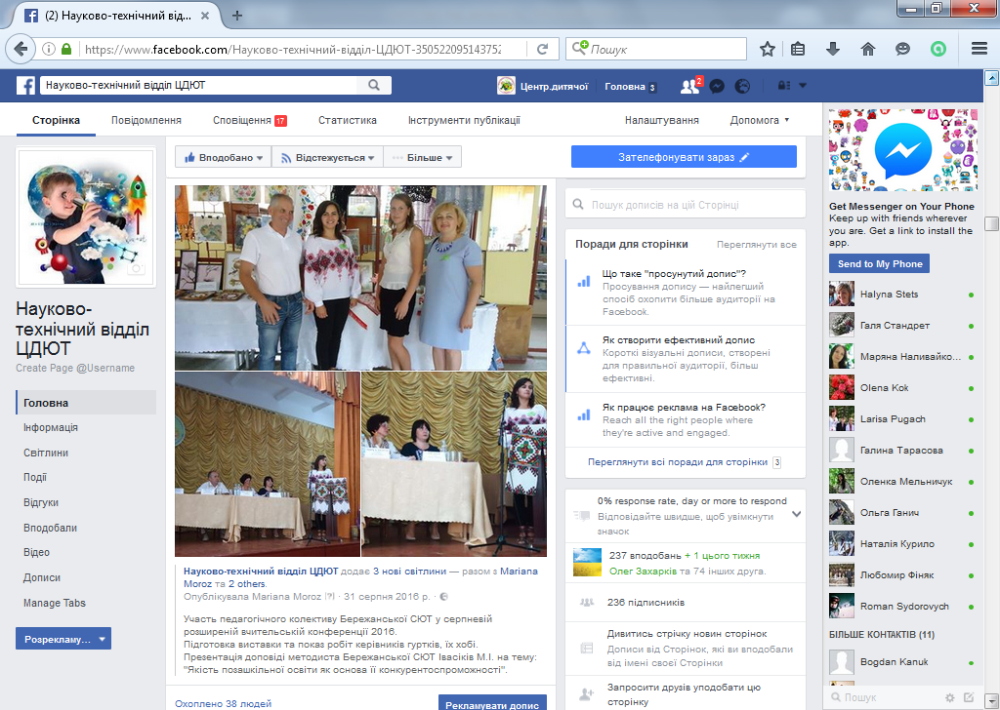 (2) Науково-технічний від...
https://www.facebook.com/Науково-технічний-відділ-ЦДЮТ-350522095143752
Пошук
Науково-технічний відділ ЦДЮТ
Центр.дитячої
Головна 3
2
Сторінка
Повідомлення
Сповіщення 17
Статистика
Інструменти публікації
Налаштування
Допомога
Науково-технічний відділ ЦДЮТ
Create Page @Username
Головна
Інформація
Світлини
Події
Відгуки
Вподобали
Відео
Дописи
Manage Tabs
Розрекламу...
Вподобано
Відстежується
Більше
Науково-технічний відділ ЦДЮТ додає 3 нові світлини — разом з Mariana
Moroz та 2 others.
Опублікувала Mariana Moroz [?] · 31 серпня 2016 р. ·
Участь педагогічного колективу Бережанської СЮТ у серпневій
розширеній вчительській конференції 2016.
Підготовка виставки та показ робіт керівників гуртків, їх хобі.
Презентація доповіді методиста Бережанської СЮТ Івасіків М.І. на тему:
"Якість позашкільної освіти як основа її конкурентоспроможності".
Охоплено 38 людей
Рекламувати допис
Зателефонувати зараз
Пошук дописів на цій Сторінці
Поради для сторінки
Переглянути все
Що таке "просунутий допис"?
Просування допису — найлегший
спосіб охопити більше аудиторії на
Facebook.
Як створити ефективний допис
Короткі візуальні дописи, створені
для правильної аудиторії, більш
ефективні.
Як працює реклама на Facebook?
Reach all the right people where
they're active and engaged.
Переглянути всі поради для сторінки 3
0% response rate, day or more to respond
Відповідайте швидше, щоб увімкнути
значок
237 вподобань + 1 цього тижня
Олег Захарків та 74 інших друга.
236 підписників
Дивитись стрічку новин сторінок
Дописи від Сторінок, які ви вподобали
від імені своєї Сторінки
Запросити друзів уподобати цю
сторінку
Get Messenger on Your Phone
Keep up with friends wherever
you are. Get a link to install the
app.
Send to My Phone
Halyna Stets
Галя Стандрет
Маряна Наливайко...
Olena Kok
Larisa Pugach
Галина Тарасова
Оленка Мельничук
Ольга Ганич
Наталія Курило
Любомир Фіняк
Roman Sydorovych
БІЛЬШЕ КОНТАКТІВ (11)
Bogdan Kanuk
Пошук